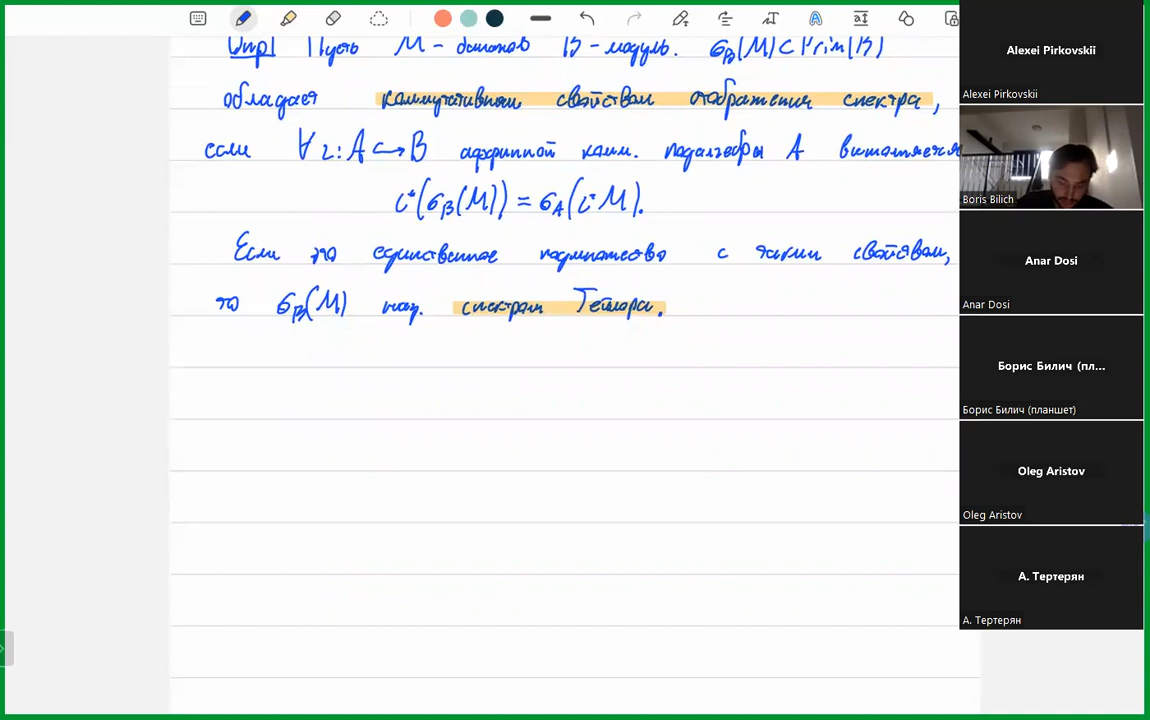 Опр] Пусть M – банахов B – модуль. σ_B(M) ⊂ Prim(B)
обладает коммутативным свойством отображения спектра,
если ∀ ι: A ↪ B аффинной комм. подалгебры A выполняется
ι*(σ_B(M)) = σ_A(ι*M).
Если это единственное подмножество с таким свойством,
то σ_B(M) наз. спектром Тейлора.
Alexei Pirkovskii
Alexei Pirkovskii
Boris Bilich
Anar Dosi
Anar Dosi
Борис Билич (пл...
Борис Билич (планшет)
Oleg Aristov
Oleg Aristov
А. Тертерян
А. Тертерян